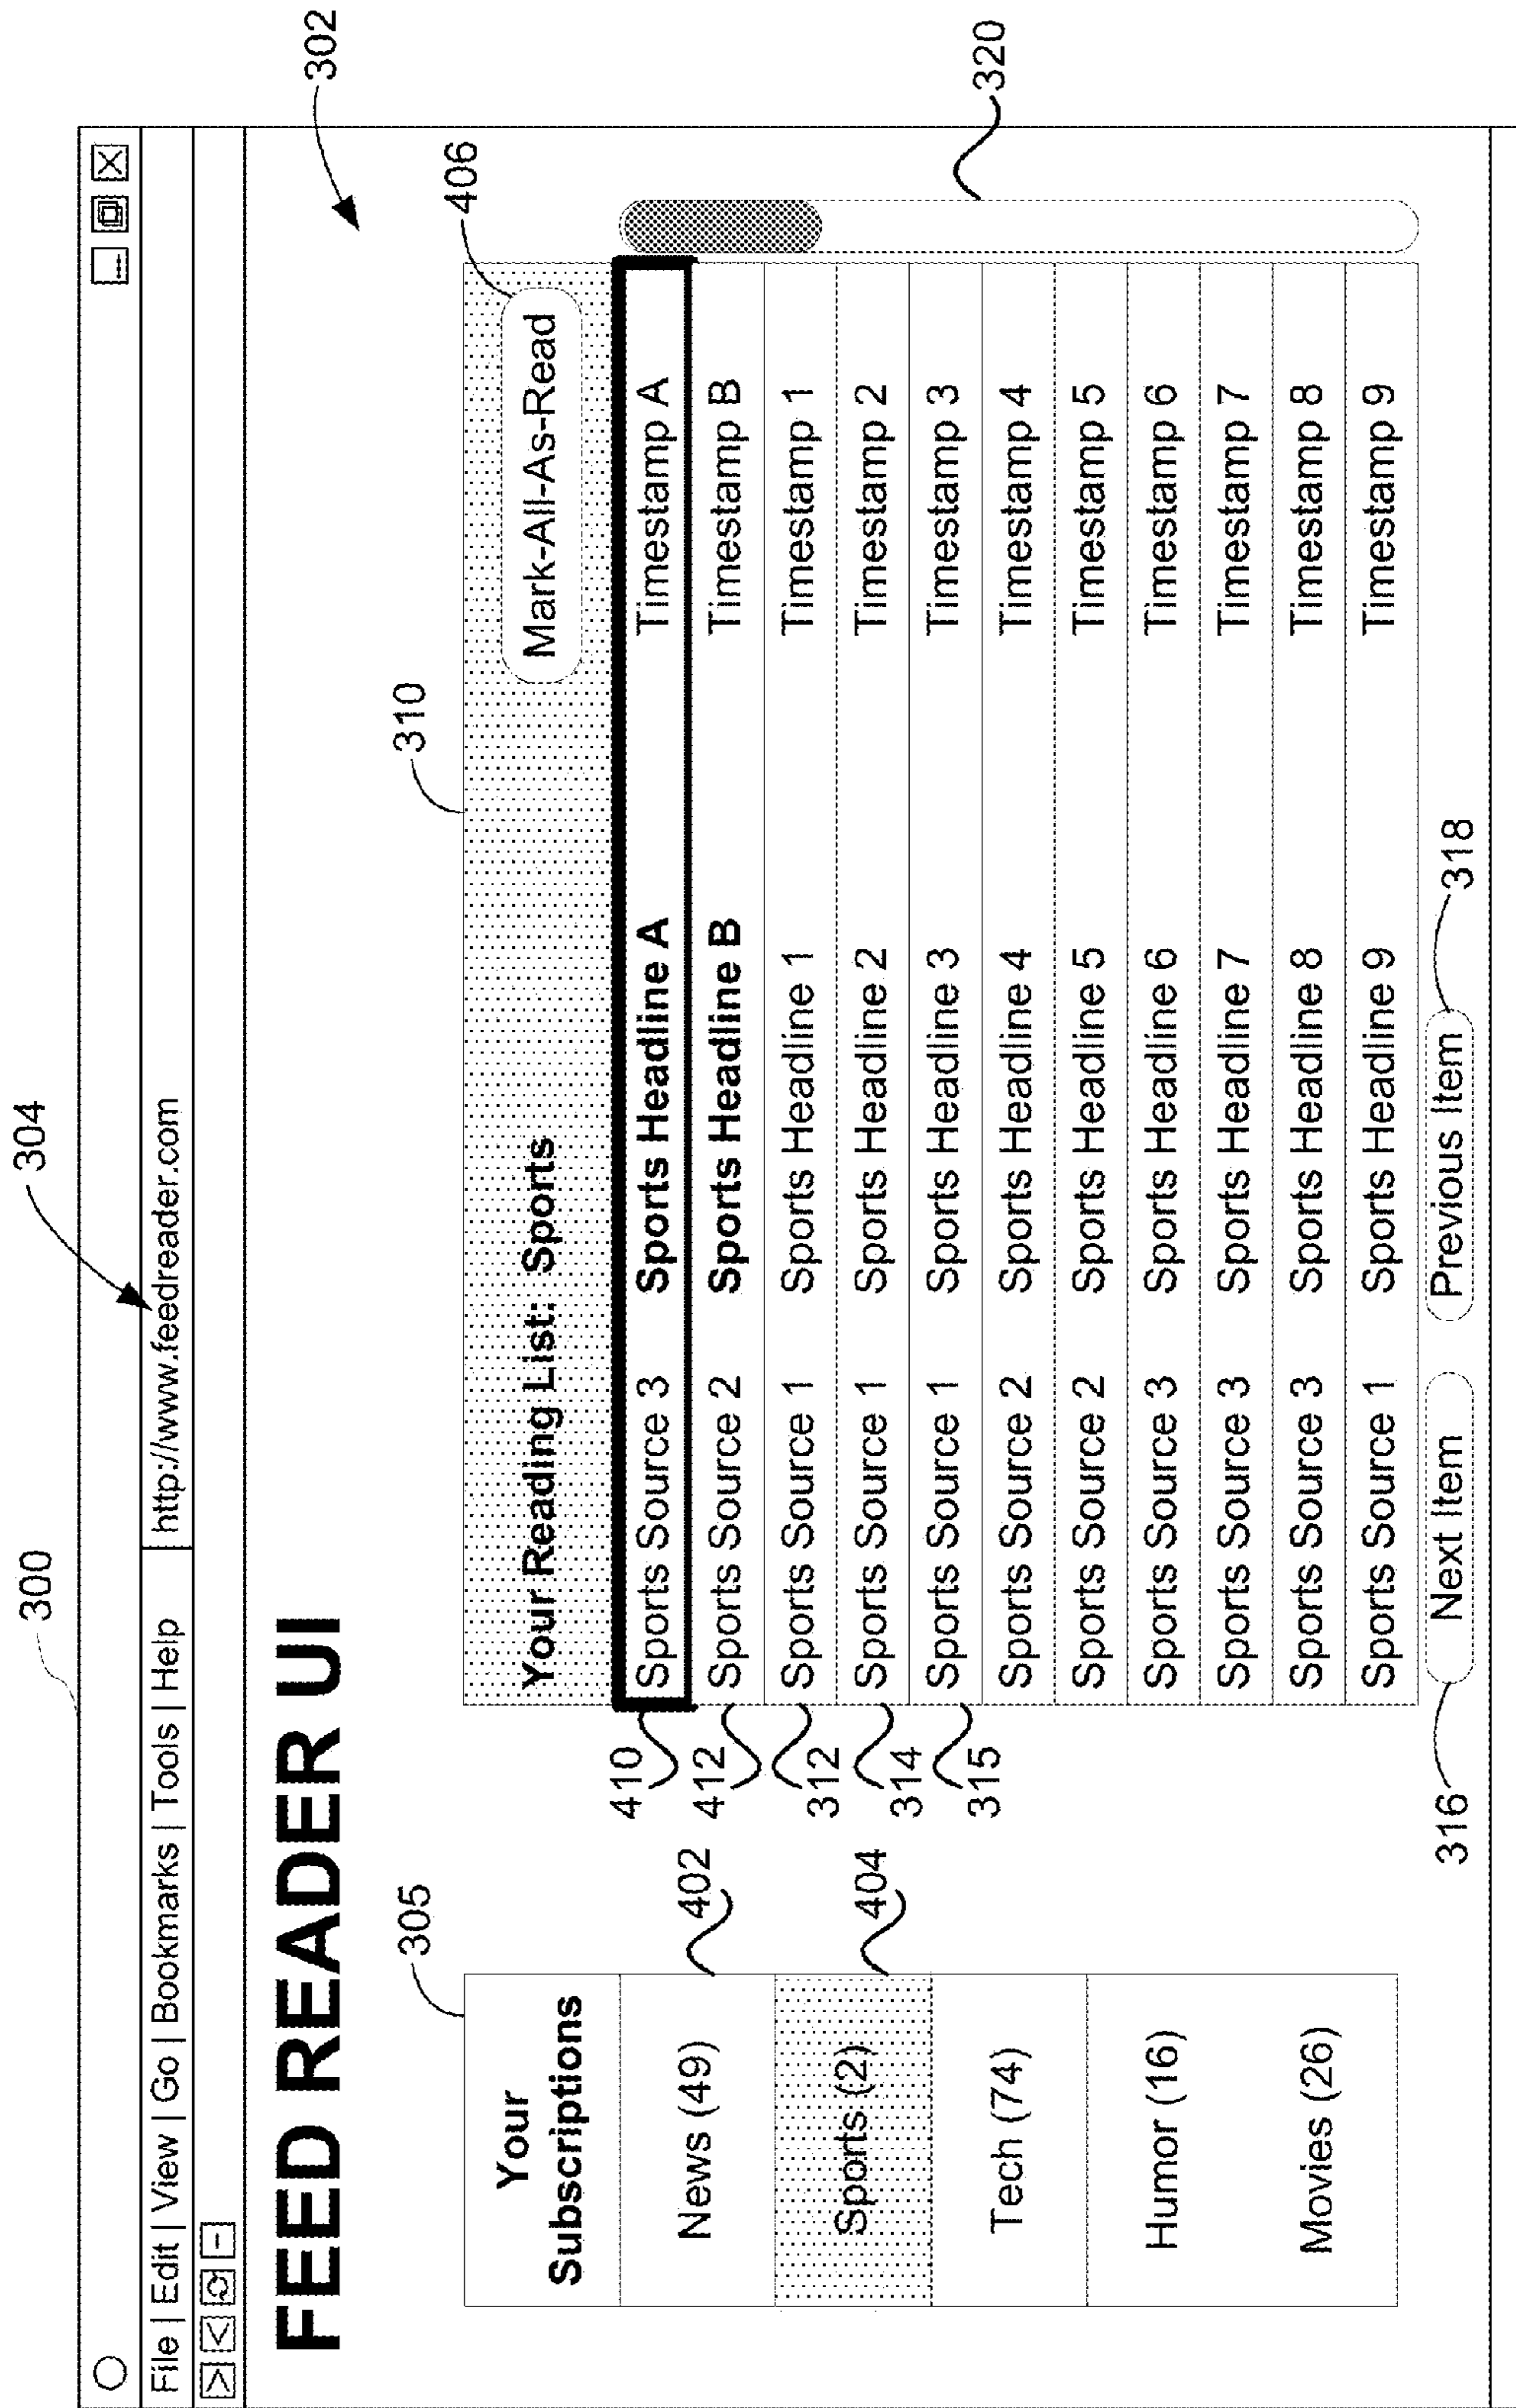 300
304
302
File | Edit | View | Go | Bookmarks | Tools | Help
http://www.feedreader.com
FEED READER UI
305
310
406
Your
Subscriptions
News (49)
Sports (2)
Tech (74)
Humor (16)
Movies (26)
402
404
Your Reading List: Sports
Mark-All-As-Read
410
Sports Source 3 Sports Headline A Timestamp A
412
Sports Source 2 Sports Headline B Timestamp B
312
Sports Source 1 Sports Headline 1 Timestamp 1
314
Sports Source 1 Sports Headline 2 Timestamp 2
315
Sports Source 1 Sports Headline 3 Timestamp 3
Sports Source 2 Sports Headline 4 Timestamp 4
Sports Source 2 Sports Headline 5 Timestamp 5
Sports Source 3 Sports Headline 6 Timestamp 6
Sports Source 3 Sports Headline 7 Timestamp 7
Sports Source 3 Sports Headline 8 Timestamp 8
Sports Source 1 Sports Headline 9 Timestamp 9
320
316
Next Item
Previous Item
318